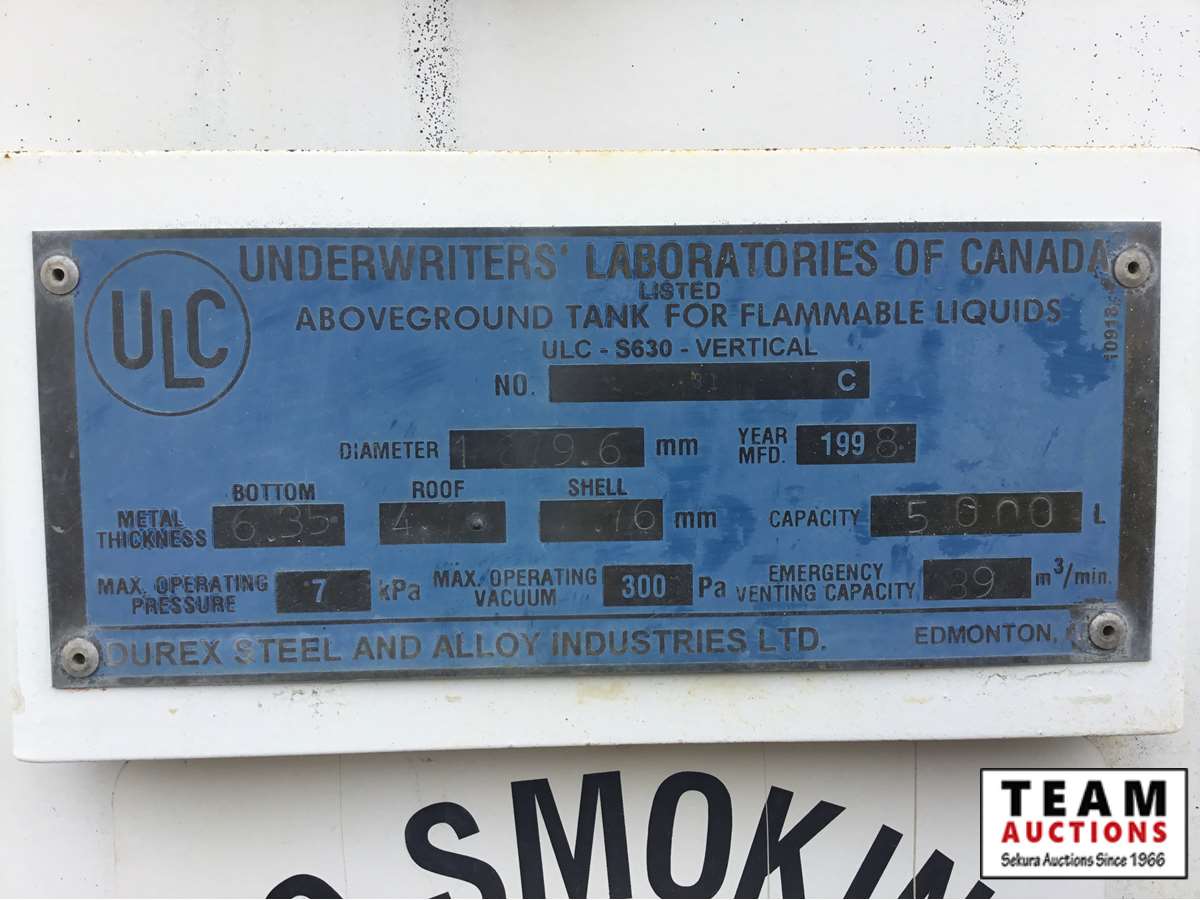 ULC
UNDERWRITERS' LABORATORIES OF CANADA
LISTED
ABOVEGROUND TANK FOR FLAMMABLE LIQUIDS
ULC - S630 - VERTICAL
NO. C
DIAMETER mm YEAR MFD. 1998
BOTTOM ROOF SHELL
METAL THICKNESS 6.35 mm CAPACITY 5000 L
MAX. OPERATING PRESSURE 7 kPa MAX. OPERATING VACUUM 300 Pa EMERGENCY VENTING CAPACITY 39 m³/min.
DUREX STEEL AND ALLOY INDUSTRIES LTD. EDMONTON,
SMOKIN
TEAM
AUCTIONS
Sekura Auctions Since 1966